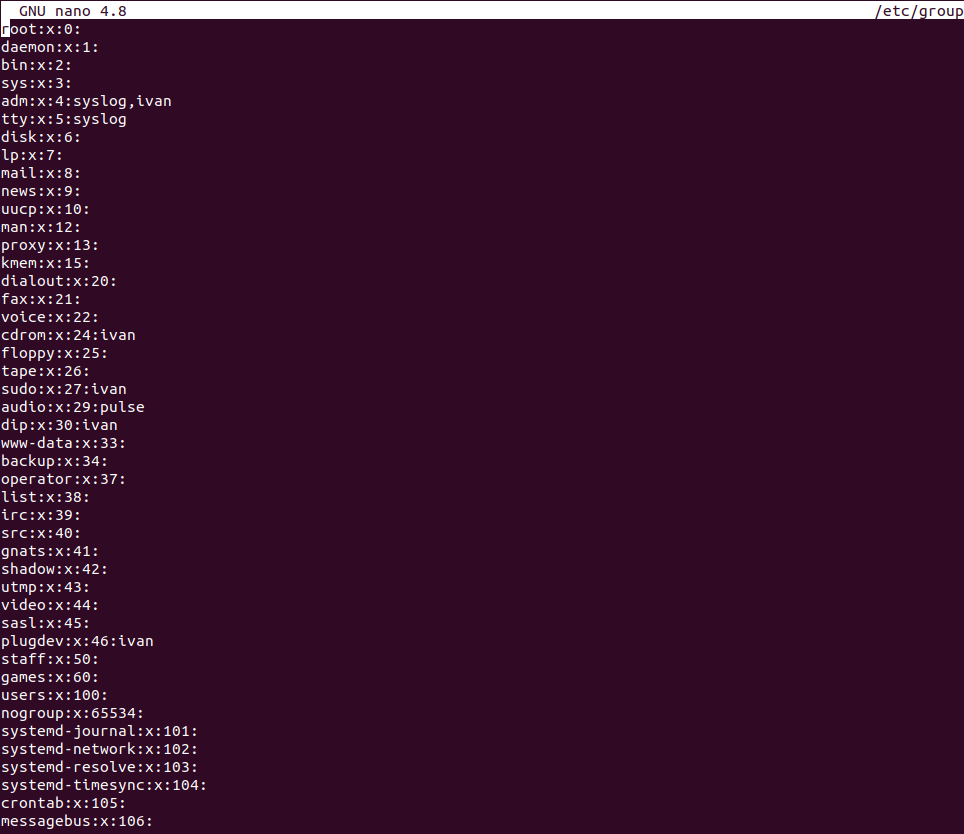 GNU nano 4.8 /etc/group
root:x:0:
daemon:x:1:
bin:x:2:
sys:x:3:
adm:x:4:syslog,ivan
tty:x:5:syslog
disk:x:6:
lp:x:7:
mail:x:8:
news:x:9:
uucp:x:10:
man:x:12:
proxy:x:13:
kmem:x:15:
dialout:x:20:
fax:x:21:
voice:x:22:
cdrom:x:24:ivan
floppy:x:25:
tape:x:26:
sudo:x:27:ivan
audio:x:29:pulse
dip:x:30:ivan
www-data:x:33:
backup:x:34:
operator:x:37:
list:x:38:
irc:x:39:
src:x:40:
gnats:x:41:
shadow:x:42:
utmp:x:43:
video:x:44:
sasl:x:45:
plugdev:x:46:ivan
staff:x:50:
games:x:60:
users:x:100:
nogroup:x:65534:
systemd-journal:x:101:
systemd-network:x:102:
systemd-resolve:x:103:
systemd-timesync:x:104:
crontab:x:105:
messagebus:x:106: